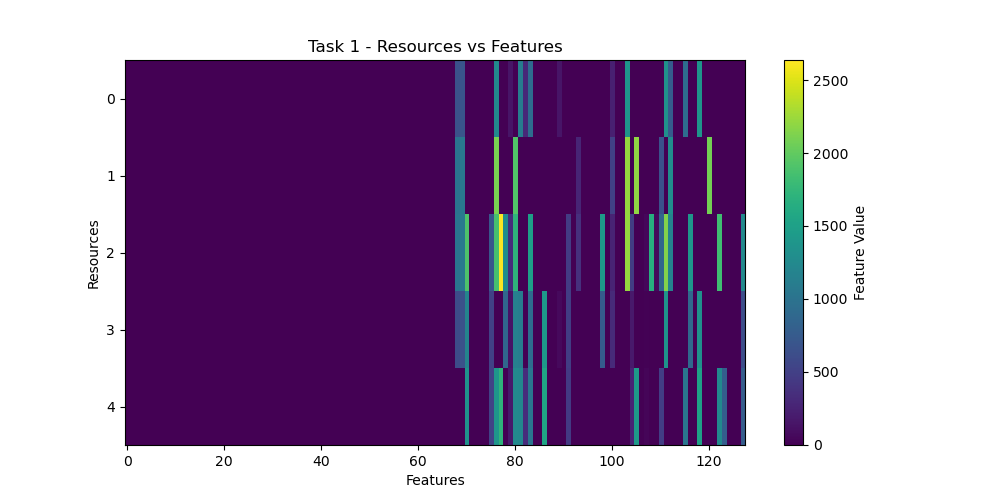 Task 1 - Resources vs Features
Resources
0
1
2
3
4
0 20 40 60 80 100 120
Features
2500
2000
1500
1000
500
0
Feature Value